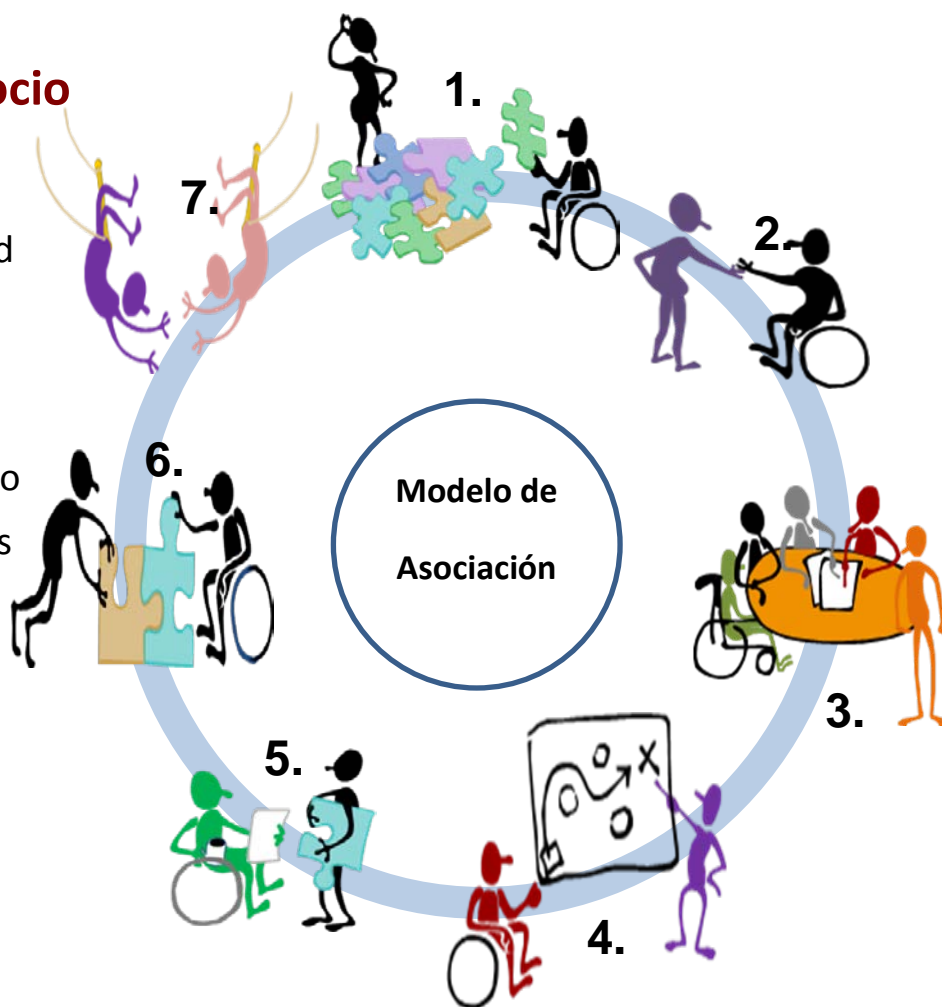 ocio
1.
7.
2.
d
6.
o
s
Modelo de
Asociación
3.
5.
4.
X